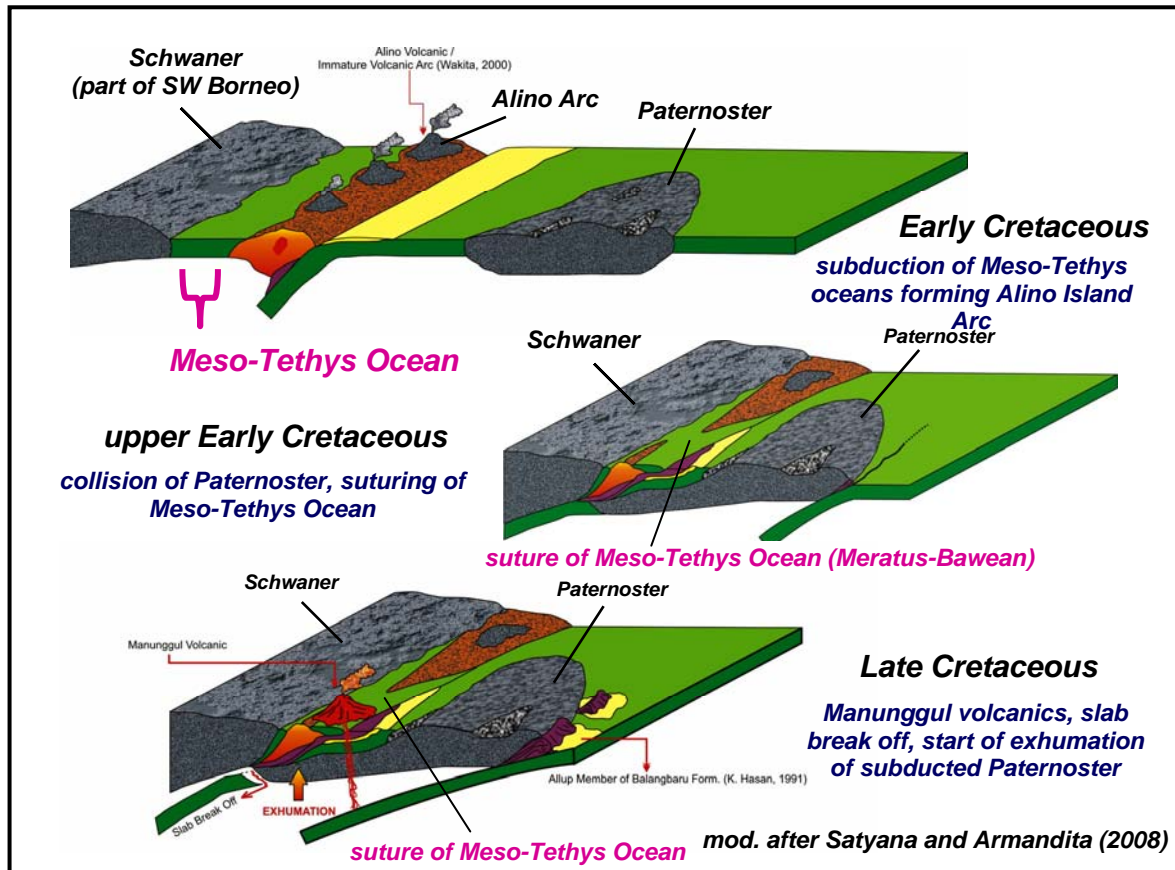 Schwaner
(part of SW Borneo)
Alino Volcanic /
Immature Volcanic Arc (Wakita, 2000)
Alino Arc
Paternoster
Early Cretaceous
subduction of Meso-Tethys
oceans forming Alino Island
Arc
Meso-Tethys Ocean
Schwaner
Paternoster
upper Early Cretaceous
collision of Paternoster, suturing of
Meso-Tethys Ocean
suture of Meso-Tethys Ocean (Meratus-Bawean)
Schwaner
Paternoster
Manunggul Volcanic
Late Cretaceous
Manunggul volcanics, slab
break off, start of exhumation
of subducted Paternoster
Allup Member of Balangbaru Form. (K. Hasan, 1991)
Slab Break Off
EXHUMATION
suture of Meso-Tethys Ocean
mod. after Satyana and Armandita (2008)